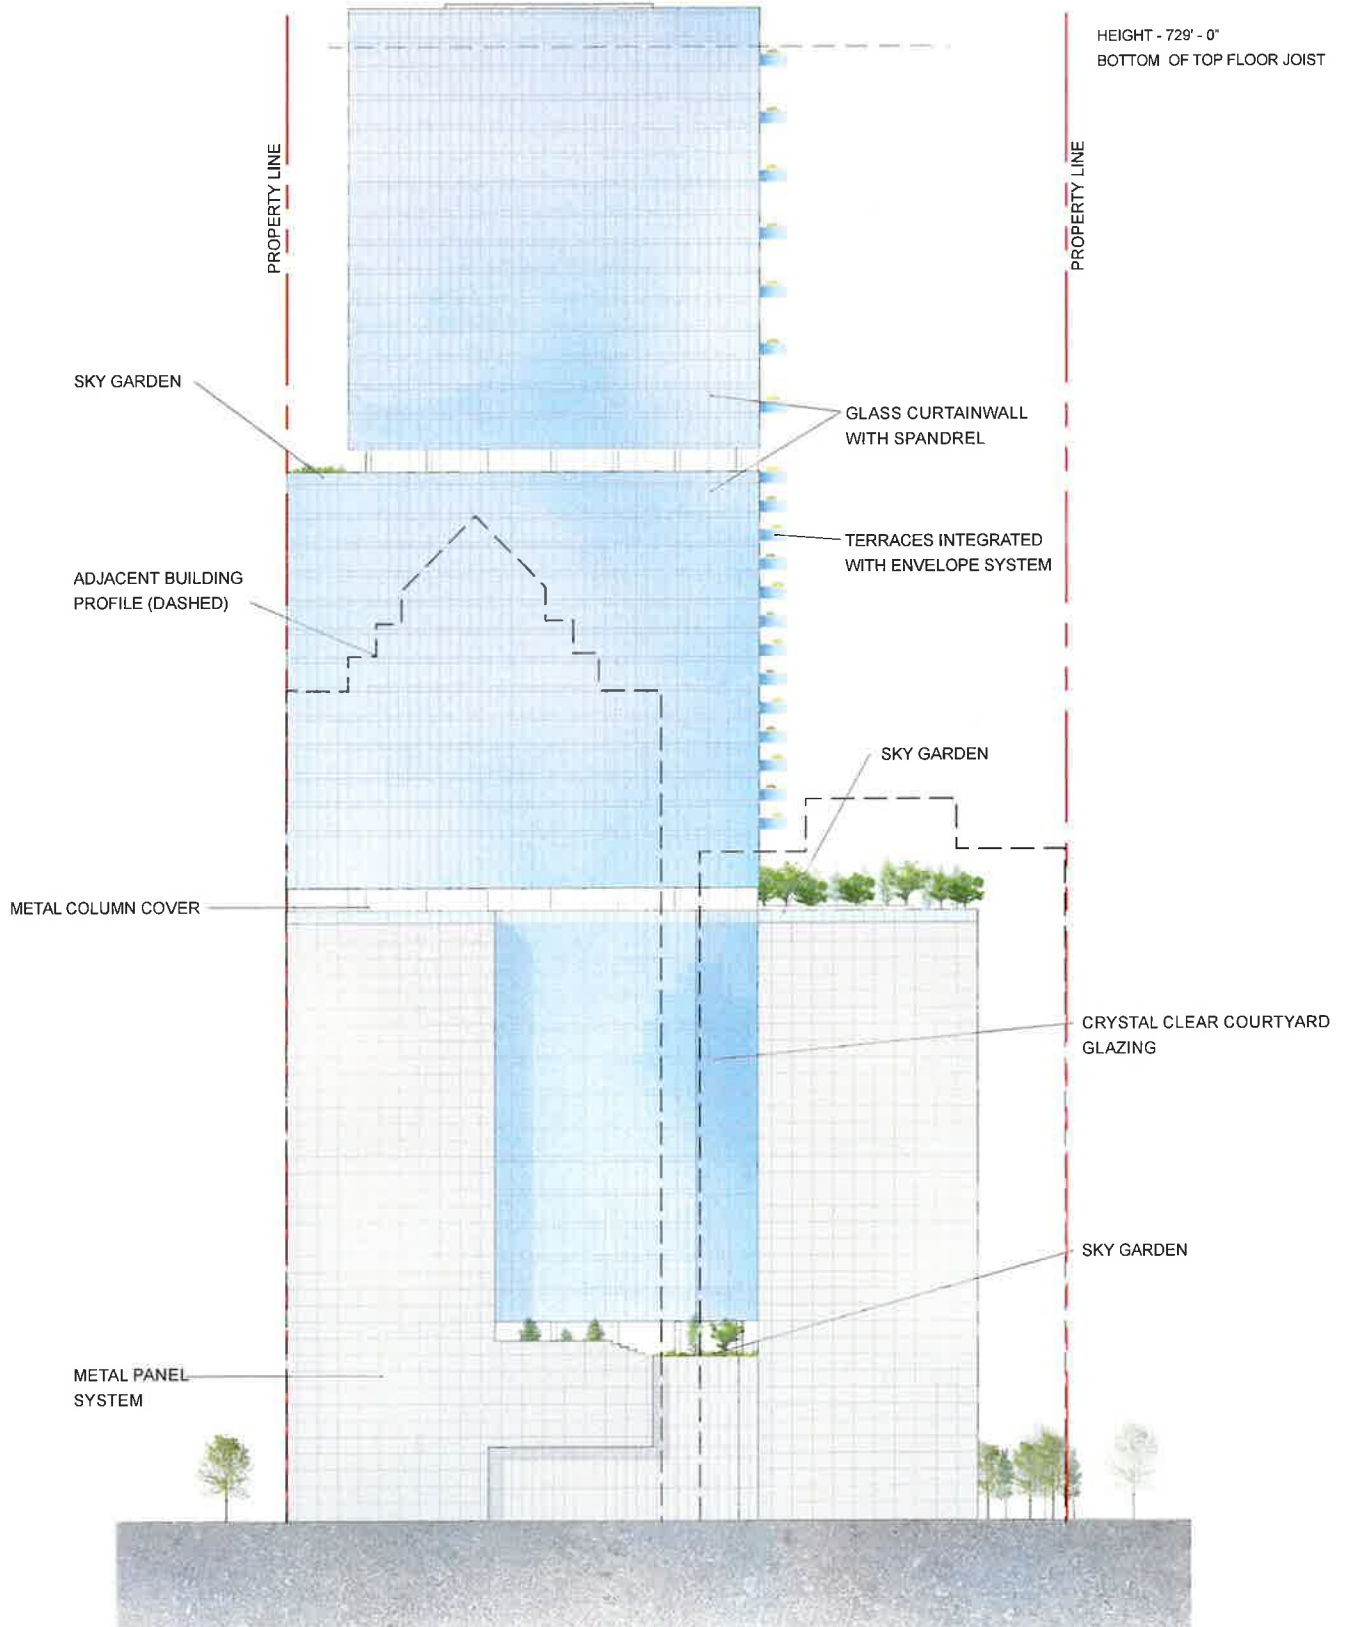 HEIGHT - 729' - 0"
BOTTOM OF TOP FLOOR JOIST
PROPERTY LINE
PROPERTY LINE
SKY GARDEN
GLASS CURTAINWALL
WITH SPANDREL
TERRACES INTEGRATED
WITH ENVELOPE SYSTEM
ADJACENT BUILDING
PROFILE (DASHED)
SKY GARDEN
METAL COLUMN COVER
CRYSTAL CLEAR COURTYARD
GLAZING
SKY GARDEN
METAL PANEL
SYSTEM